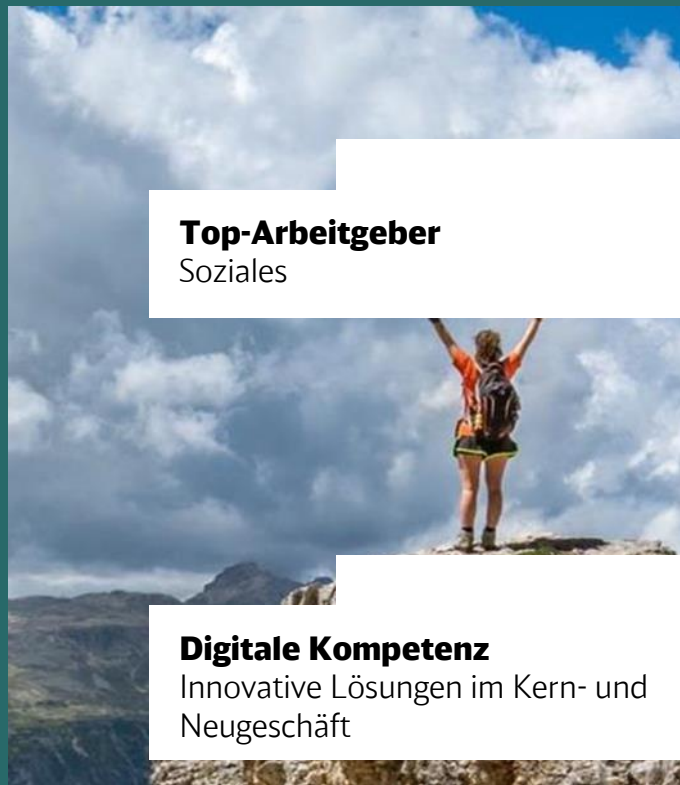 Top-Arbeitgeber
Soziales
Digitale Kompetenz
Innovative Lösungen im Kern- und
Neugeschäft